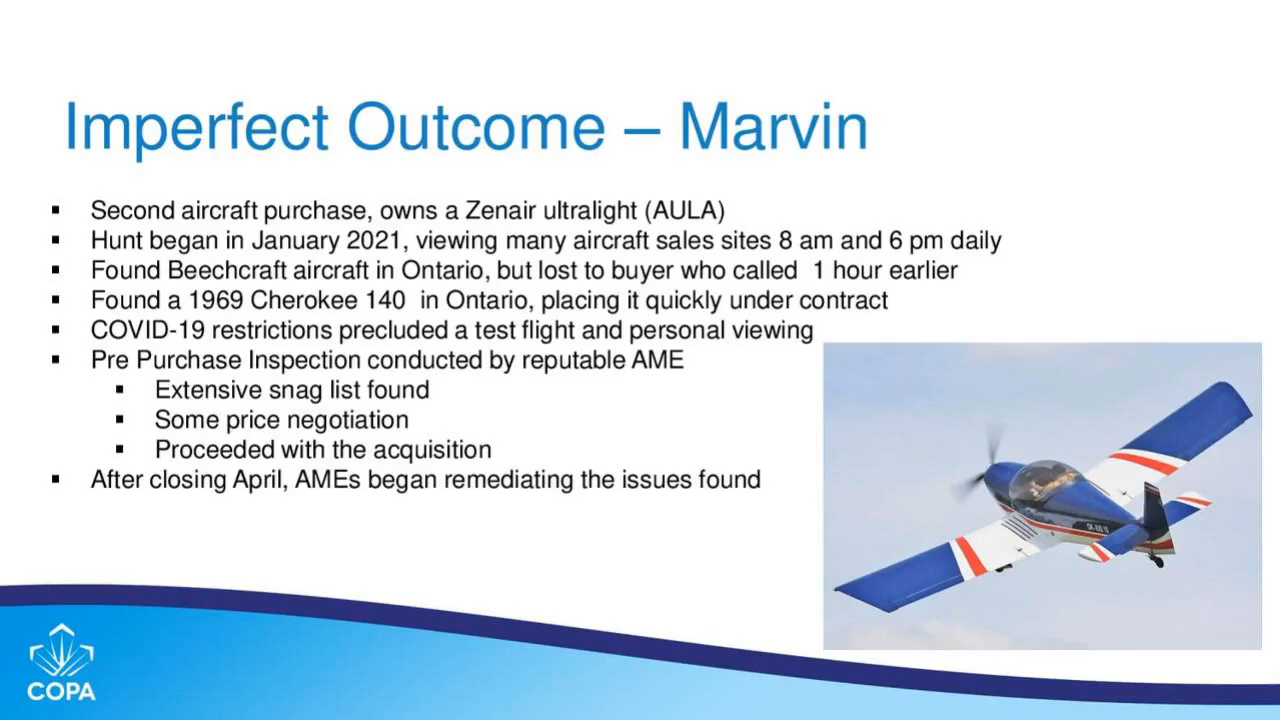 Imperfect Outcome – Marvin
▪ Second aircraft purchase, owns a Zenair ultralight (AULA)
▪ Hunt began in January 2021, viewing many aircraft sales sites 8 am and 6 pm daily
▪ Found Beechcraft aircraft in Ontario, but lost to buyer who called  1 hour earlier
▪ Found a 1969 Cherokee 140  in Ontario, placing it quickly under contract
▪ COVID-19 restrictions precluded a test flight and personal viewing
▪ Pre Purchase Inspection conducted by reputable AME
▪ Extensive snag list found
▪ Some price negotiation
▪ Proceeded with the acquisition
▪ After closing April, AMEs began remediating the issues found
COPA